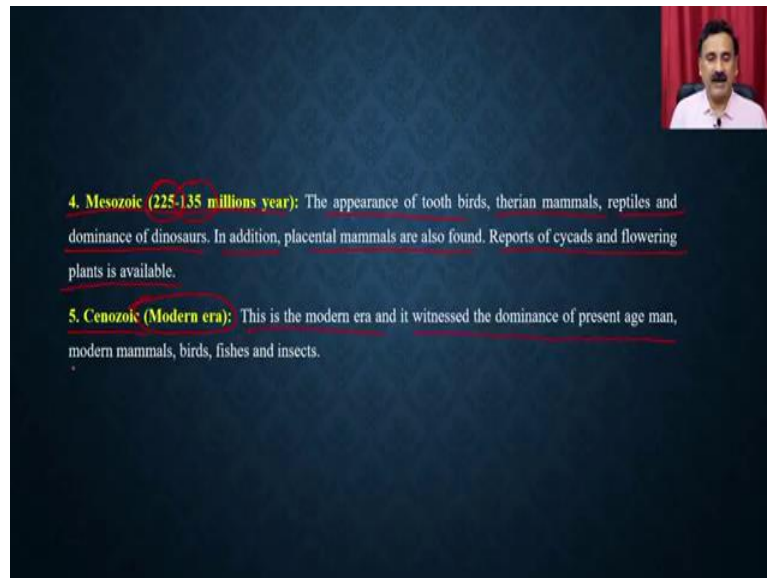 4. Mesozoic (225-135 millions year): The appearance of tooth birds, therian mammals, reptiles and
dominance of dinosaurs. In addition, placental mammals are also found. Reports of cycads and flowering
plants is available.
5. Cenozoic (Modern era): This is the modern era and it witnessed the dominance of present age man,
modern mammals, birds, fishes and insects.